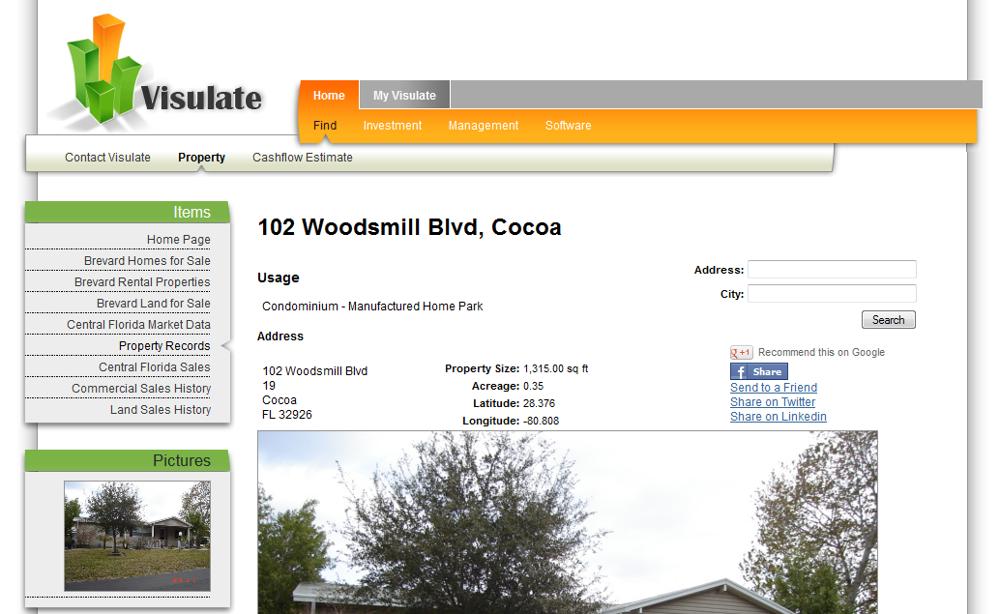 Visulate
Home
My Visulate
Find
Investment
Management
Software
Contact Visulate
Property
Cashflow Estimate
Items
Home Page
Brevard Homes for Sale
Brevard Rental Properties
Brevard Land for Sale
Central Florida Market Data
Property Records
Central Florida Sales
Commercial Sales History
Land Sales History
Pictures
102 Woodsmill Blvd, Cocoa
Usage
Condominium - Manufactured Home Park
Address
102 Woodsmill Blvd
19
Cocoa
FL 32926
Property Size: 1,315.00 sq ft
Acreage: 0.35
Latitude: 28.376
Longitude: -80.808
Address:
City:
Search
g +1 Recommend this on Google
f Share
Send to a Friend
Share on Twitter
Share on Linkedin